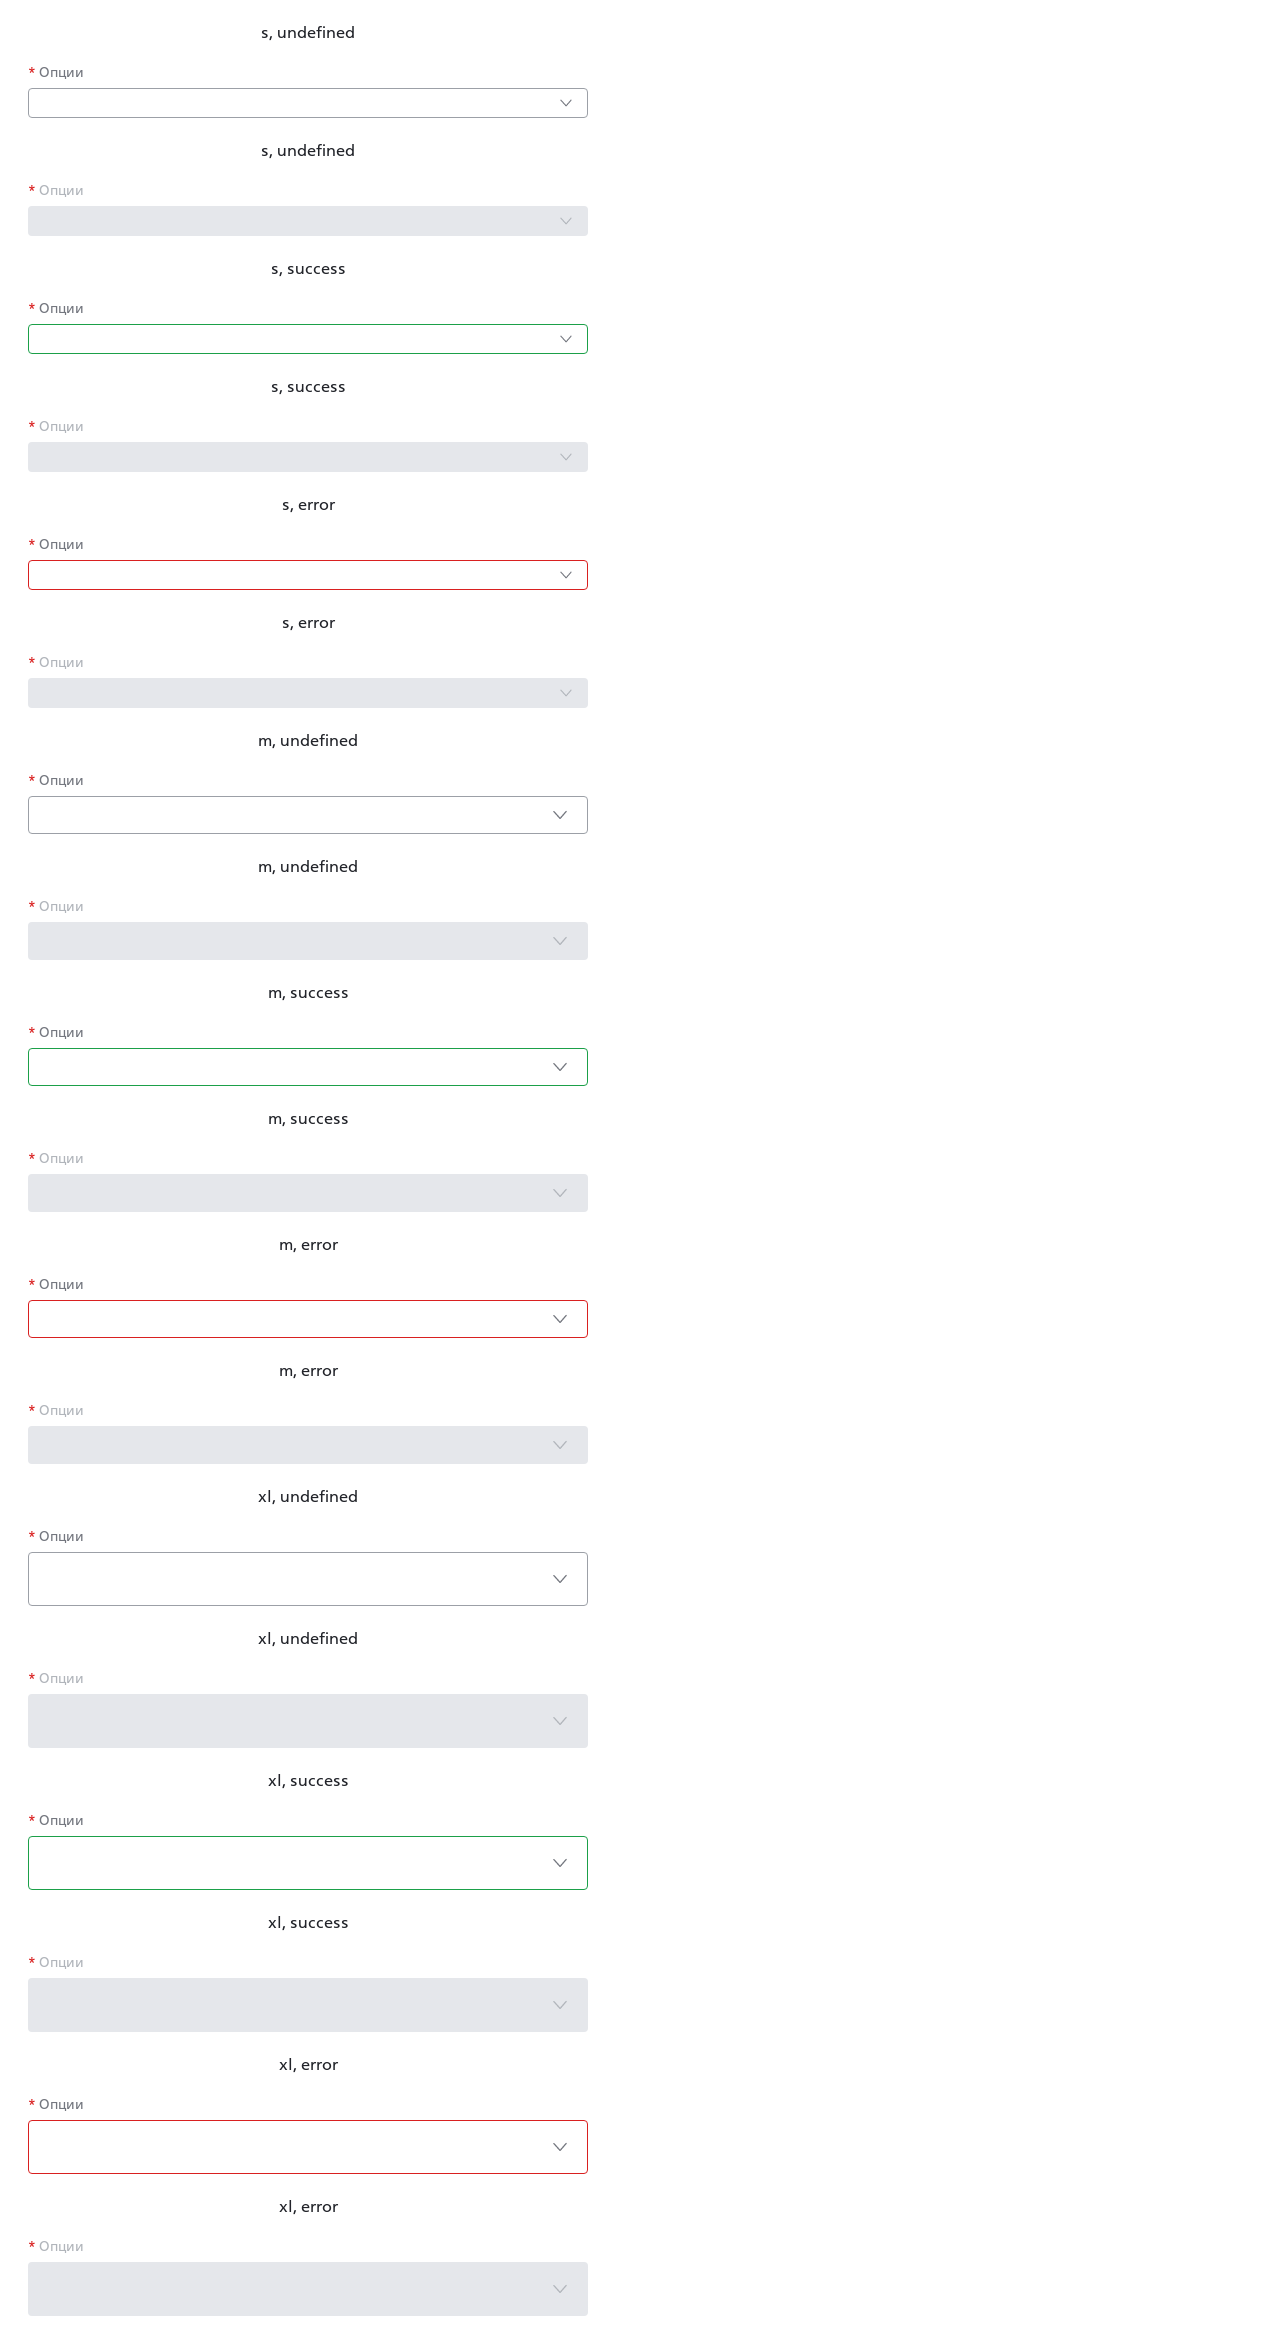 s, undefined
* Опции
s, undefined
* Опции
s, success
* Опции
s, success
* Опции
s, error
* Опции
s, error
* Опции
m, undefined
* Опции
m, undefined
* Опции
m, success
* Опции
m, success
* Опции
m, error
* Опции
m, error
* Опции
xl, undefined
* Опции
xl, undefined
* Опции
xl, success
* Опции
xl, success
* Опции
xl, error
* Опции
xl, error
* Опции